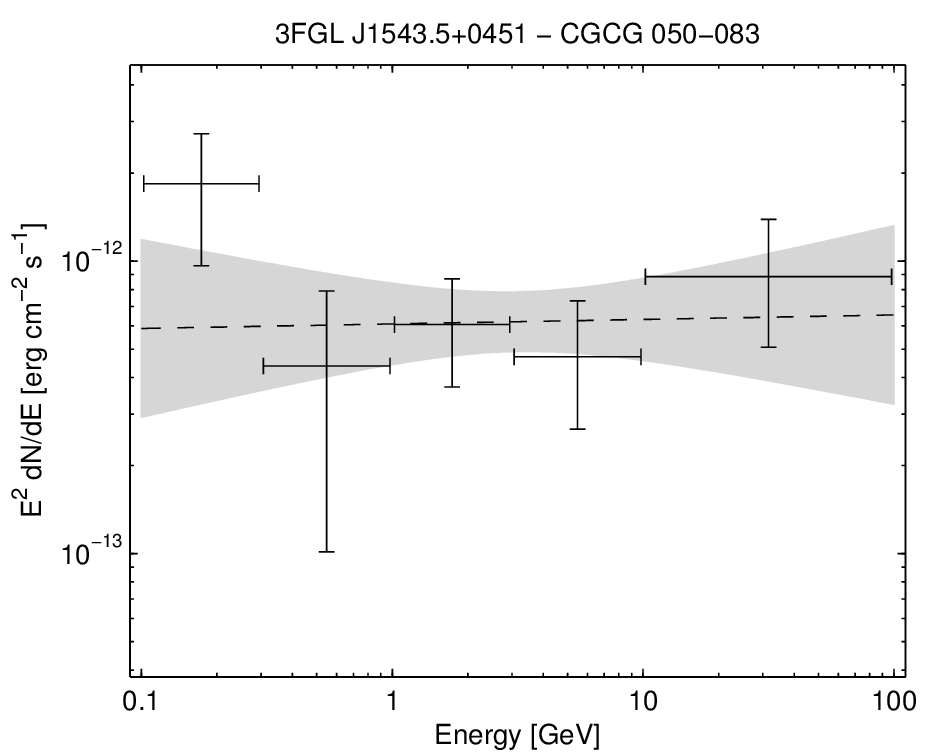 3FGL J1543.5+0451 − CGCG 050−083
E² dN/dE [erg cm⁻² s⁻¹]
10⁻¹²
10⁻¹³
0.1 1 10 100
Energy [GeV]